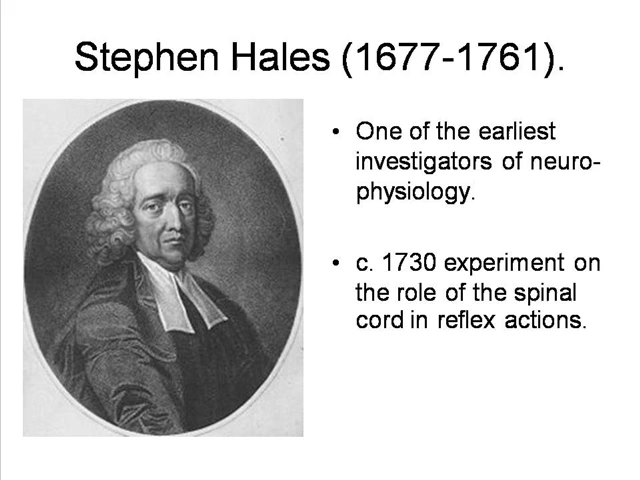 Stephen Hales (1677-1761).
• One of the earliest
investigators of neuro-
physiology.
• c. 1730 experiment on
the role of the spinal
cord in reflex actions.